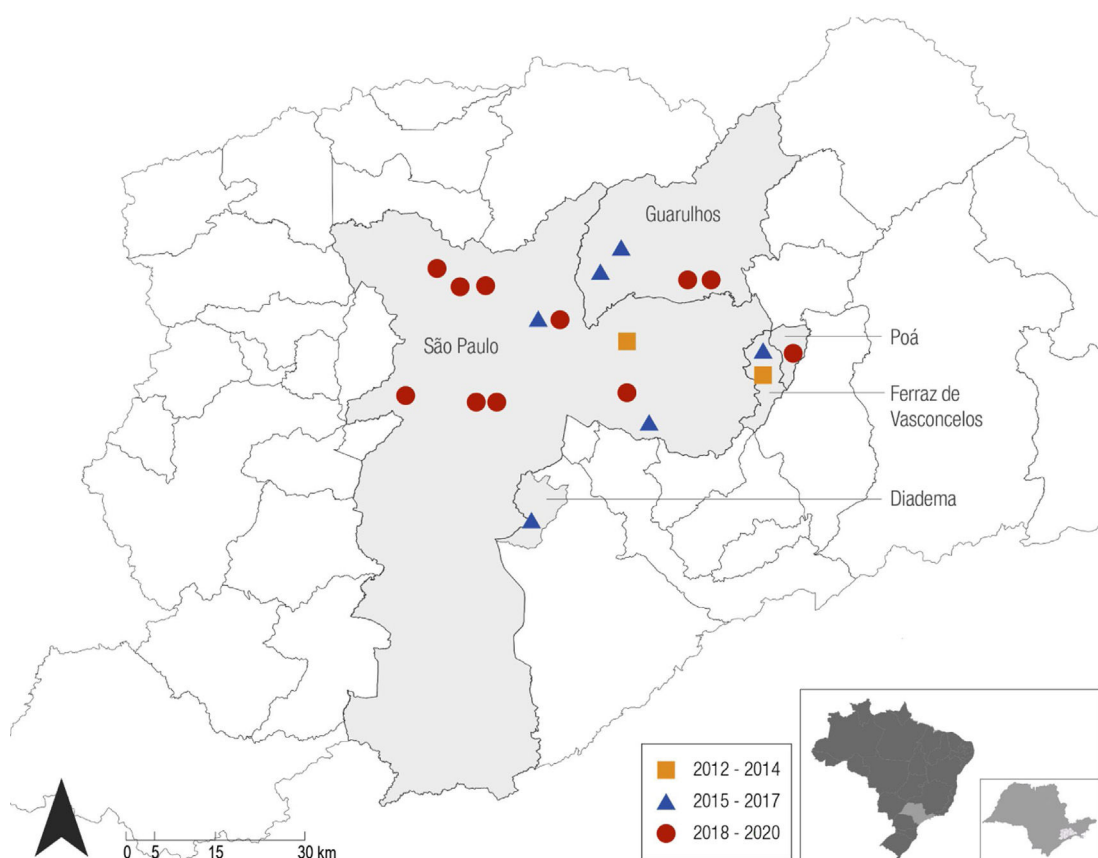 Guarulhos
São Paulo
Poá
Ferraz de
Vasconcelos
Diadema
2012 - 2014
2015 - 2017
2018 - 2020
0 5 15 30 km